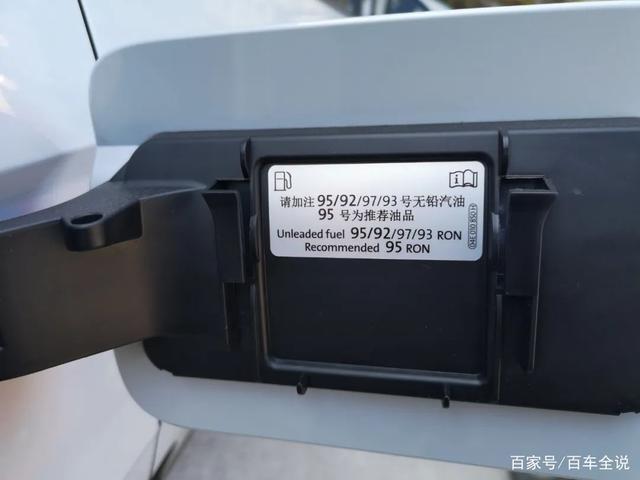 请加注 95/92/97/93 号无铅汽油
95 号为推荐油品
Unleaded fuel 95/92/97/93 RON
Recommended 95 RON
百家号/百车全说